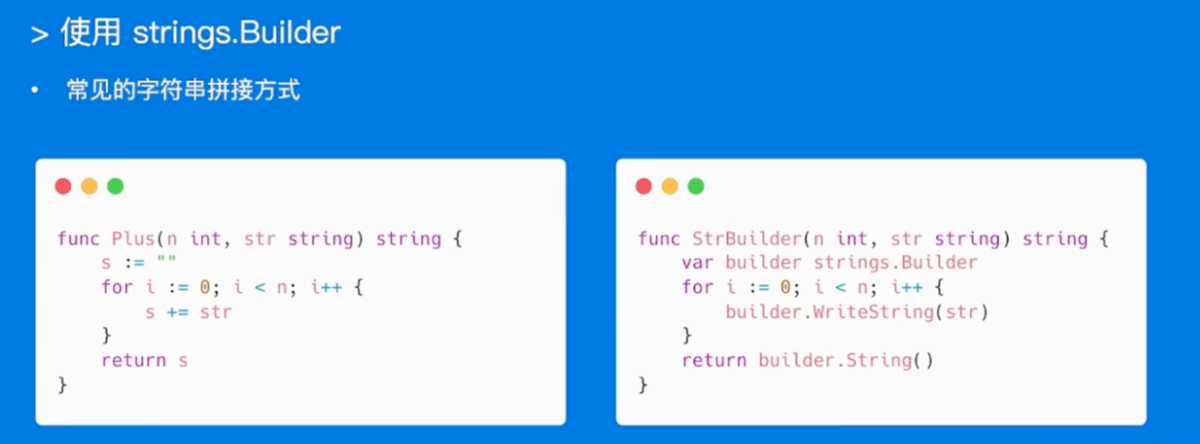 > 使用 strings.Builder
• 常见的字符串拼接方式
func Plus(n int, str string) string {
    s := ""
    for i := 0; i < n; i++ {
        s += str
    }
    return s
}
func StrBuilder(n int, str string) string {
    var builder strings.Builder
    for i := 0; i < n; i++ {
        builder.WriteString(str)
    }
    return builder.String()
}